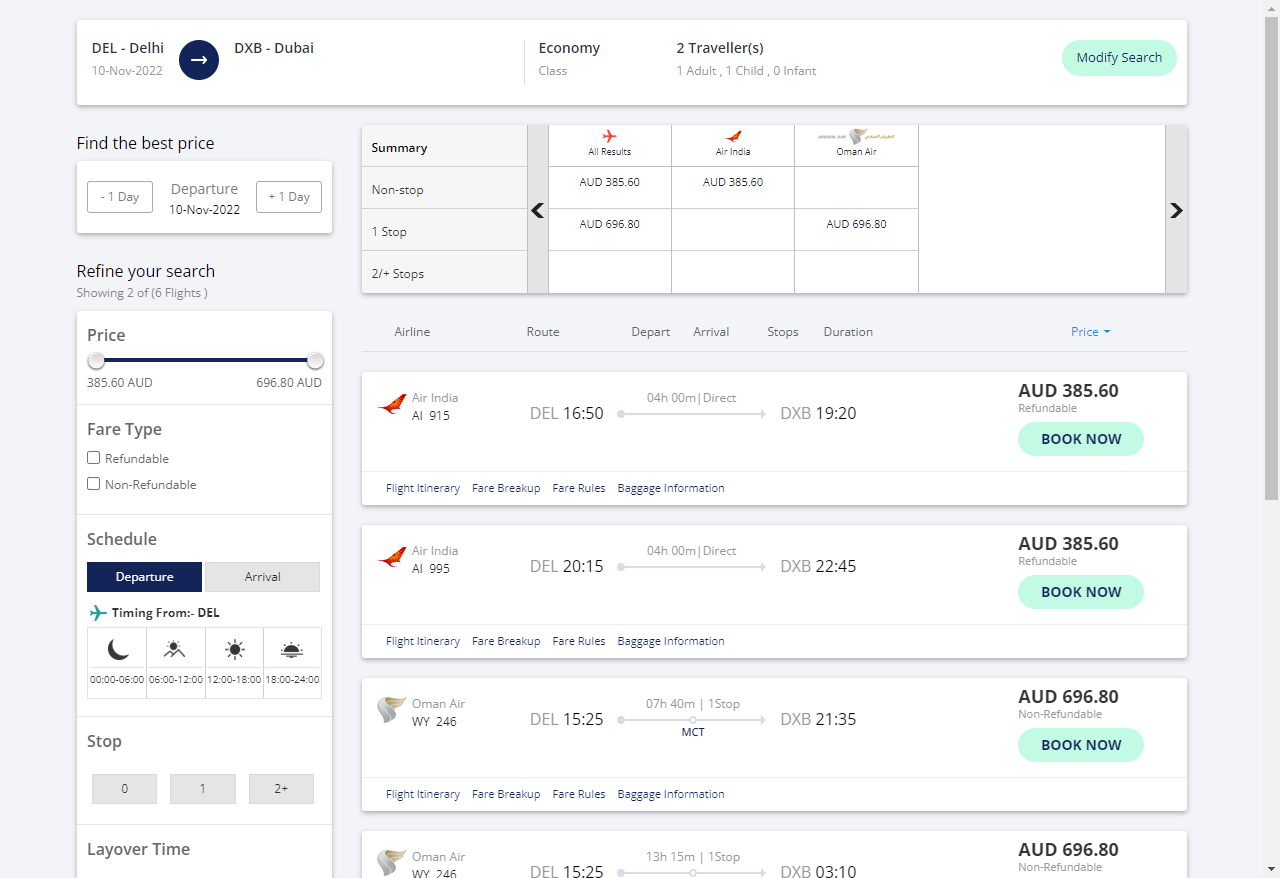 DEL - Delhi
DXB - Dubai
10-Nov-2022
Economy
Class
2 Traveller(s)
1 Adult , 1 Child , 0 Infant
Modify Search
Find the best price
- 1 Day
Departure
10-Nov-2022
+ 1 Day
Refine your search
Showing 2 of (6 Flights )
Price
385.60 AUD
696.80 AUD
Fare Type
Refundable
Non-Refundable
Schedule
Departure
Arrival
Timing From:- DEL
00:00-06:00
06:00-12:00
12:00-18:00
18:00-24:00
Stop
0
1
2+
Layover Time
Summary
All Results
Air India
Oman Air
Non-stop
AUD 385.60
AUD 385.60
1 Stop
AUD 696.80
AUD 696.80
2/+ Stops
Airline
Route
Depart
Arrival
Stops
Duration
Price
Air India
AI 915
DEL 16:50
04h 00m|Direct
DXB 19:20
AUD 385.60
Refundable
BOOK NOW
Flight Itinerary
Fare Breakup
Fare Rules
Baggage Information
Air India
AI 995
DEL 20:15
04h 00m|Direct
DXB 22:45
AUD 385.60
Refundable
BOOK NOW
Flight Itinerary
Fare Breakup
Fare Rules
Baggage Information
Oman Air
WY 246
DEL 15:25
07h 40m | 1Stop
MCT
DXB 21:35
AUD 696.80
Non-Refundable
BOOK NOW
Flight Itinerary
Fare Breakup
Fare Rules
Baggage Information
Oman Air
WY 246
DEL 15:25
13h 15m | 1Stop
DXB 03:10
AUD 696.80
Non-Refundable